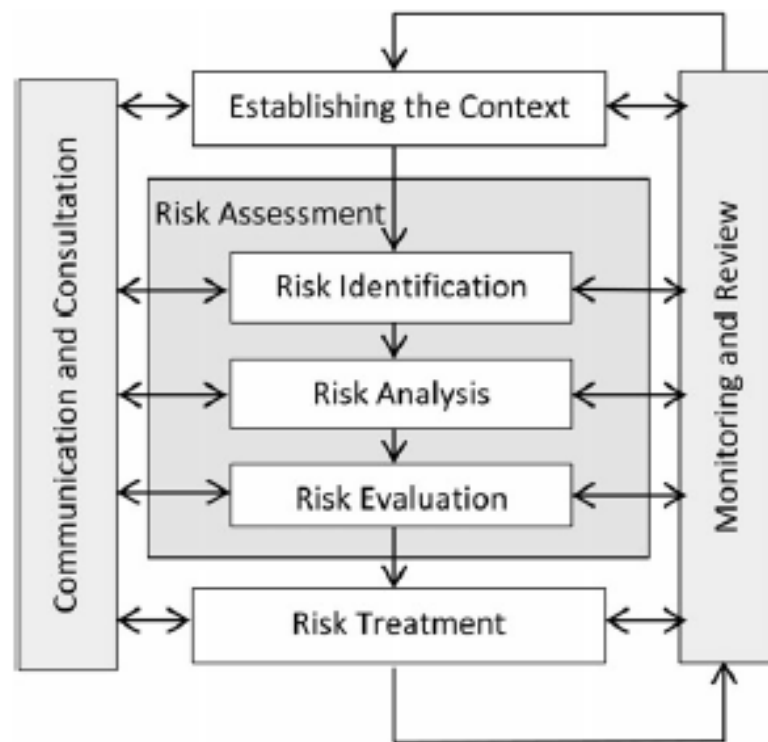 Establishing the Context
Communication and Consultation
Risk Assessment
Risk Identification
Risk Analysis
Risk Evaluation
Risk Treatment
Monitoring and Review